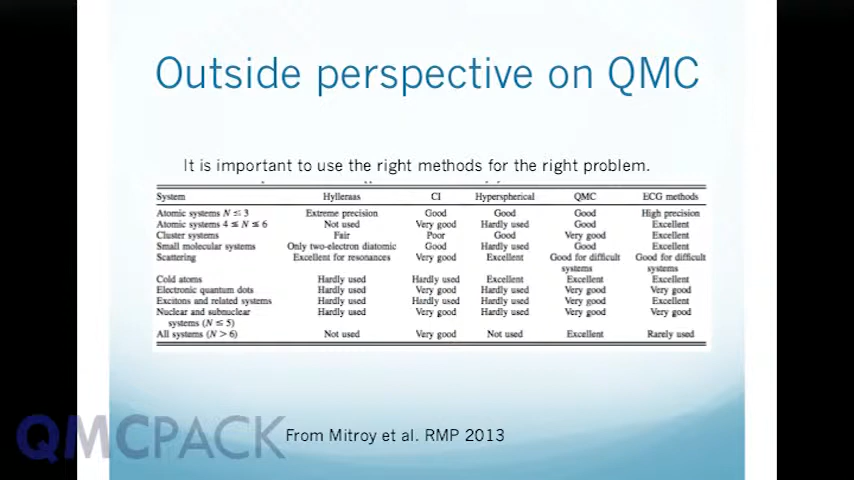 Outside perspective on QMC
It is important to use the right methods for the right problem.
System Hylleraas CI Hyperspherical QMC ECG methods
Atomic systems N ≤ 3 Extreme precision Good Good Good High precision
Atomic systems 4 ≤ N ≤ 6 Not used Very good Hardly used Good Excellent
Cluster systems Fair Poor Good Very good Excellent
Small molecular systems Only two-electron diatomic Good Hardly used Good Excellent
Scattering Excellent for resonances Very good Excellent Good for difficult Good for difficult
systems systems
Cold atoms Hardly used Hardly used Excellent Excellent Excellent
Electronic quantum dots Hardly used Very good Hardly used Very good Very good
Excitons and related systems Hardly used Hardly used Hardly used Very good Excellent
Nuclear and subnuclear Hardly used Very good Hardly used Very good Very good
systems (N ≤ 5)
All systems (N > 6) Not used Very good Not used Excellent Rarely used
QMCPACK
From Mitroy et al. RMP 2013